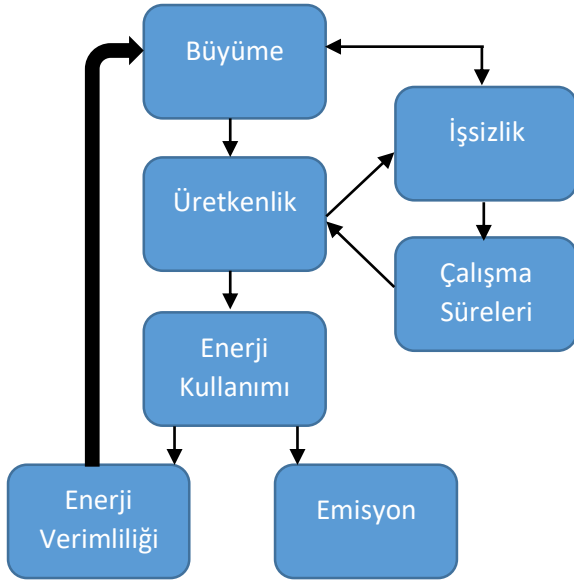 Büyüme
İşsizlik
Üretkenlik
Çalışma
Süreleri
Enerji
Kullanımı
Enerji
Verimliliği
Emisyon